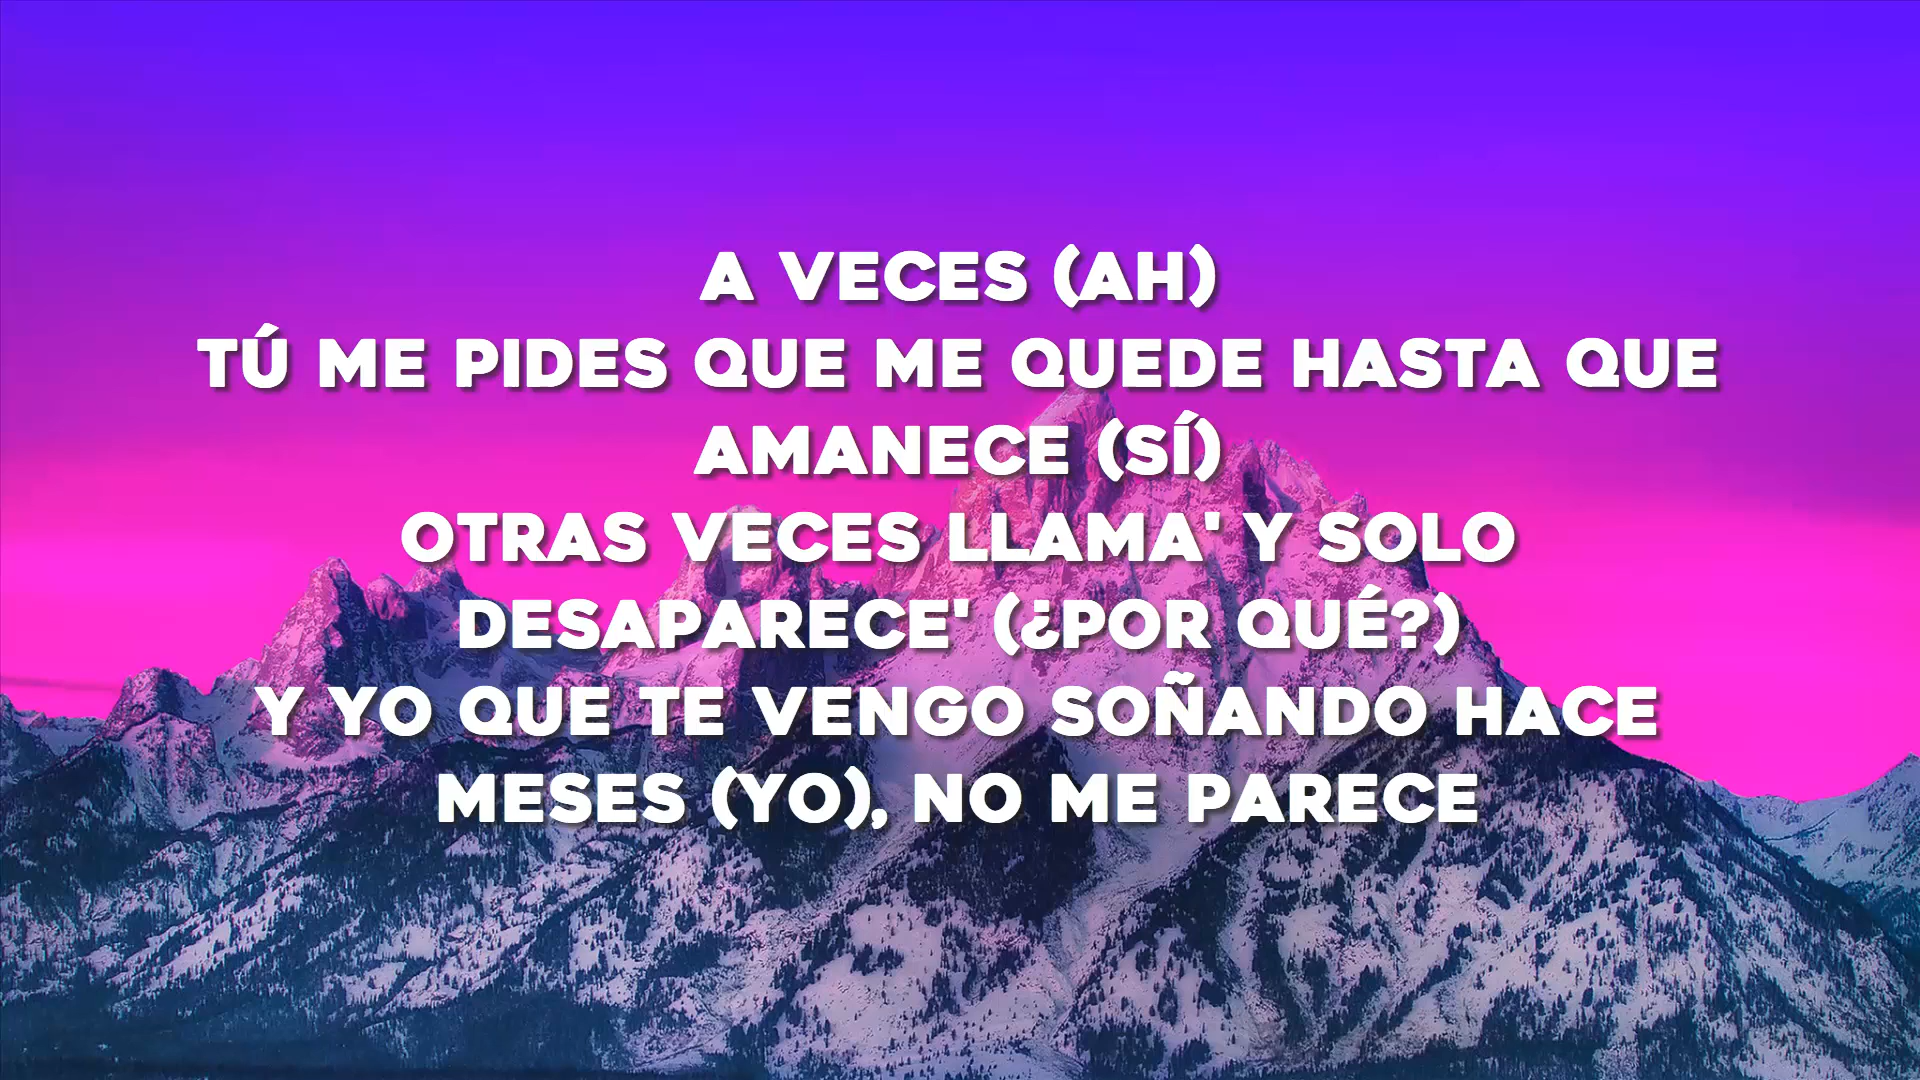 A VECES (AH)
TÚ ME PIDES QUE ME QUEDE HASTA QUE
AMANECE (SÍ)
OTRAS VECES LLAMA' Y SOLO
DESAPARECE' (¿POR QUÉ?)
Y YO QUE TE VENGO SOÑANDO HACE
MESES (YO), NO ME PARECE